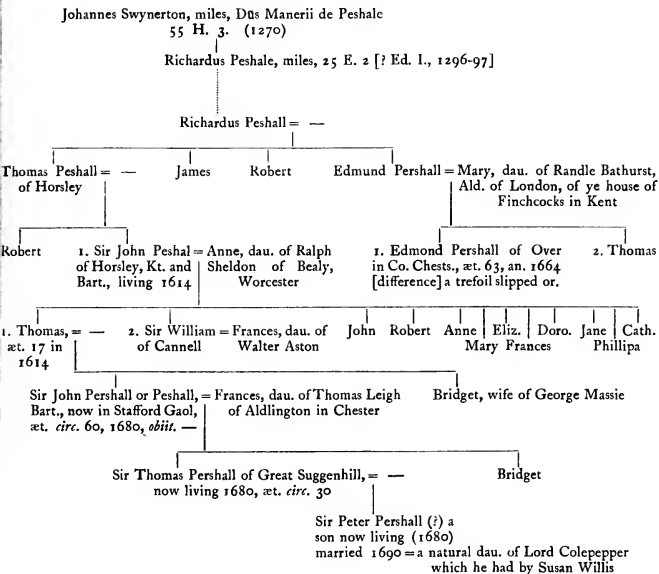 Johannes Swynerton, miles, Dñs Manerii de Peshale
55 H. 3. (1270)
Richardus Peshale, miles, 25 E. 2 [? Ed. I., 1296-97]
Richardus Peshall = —
Thomas Peshall = —
of Horsley
James
Robert
Edmund Pershall = Mary, dau. of Randle Bathurst,
Ald. of London, of ye house of
Finchcocks in Kent
Robert
1. Sir John Peshal = Anne, dau. of Ralph
of Horsley, Kt. and Sheldon of Bealy,
Bart., living 1614 Worcester
1. Edmond Pershall of Over
in Co. Chests., æt. 63, an. 1664
[difference] a trefoil slipped or.
2. Thomas
1. Thomas, = —
æt. 17 in
1614
2. Sir William = Frances, dau. of
of Cannell Walter Aston
John Robert Anne Eliz. Doro. Jane Cath.
Mary Frances Phillipa
Sir John Pershall or Peshall, = Frances, dau. of Thomas Leigh
Bart., now in Stafford Gaol, of Aldlington in Chester
æt. circ. 60, 1680, obiit. —
Bridget, wife of George Massie
Sir Thomas Pershall of Great Suggenhill, = —
now living 1680, æt. circ. 30
Bridget
Sir Peter Pershall (?) a
son now living (1680)
married 1690 = a natural dau. of Lord Colepepper
which he had by Susan Willis